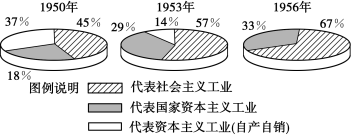 1950年 1953年 1956年
37% 45% 29% 14% 57% 33% 67%
18%
图例说明 代表社会主义工业
代表国家资本主义工业
代表资本主义工业(自产自销)